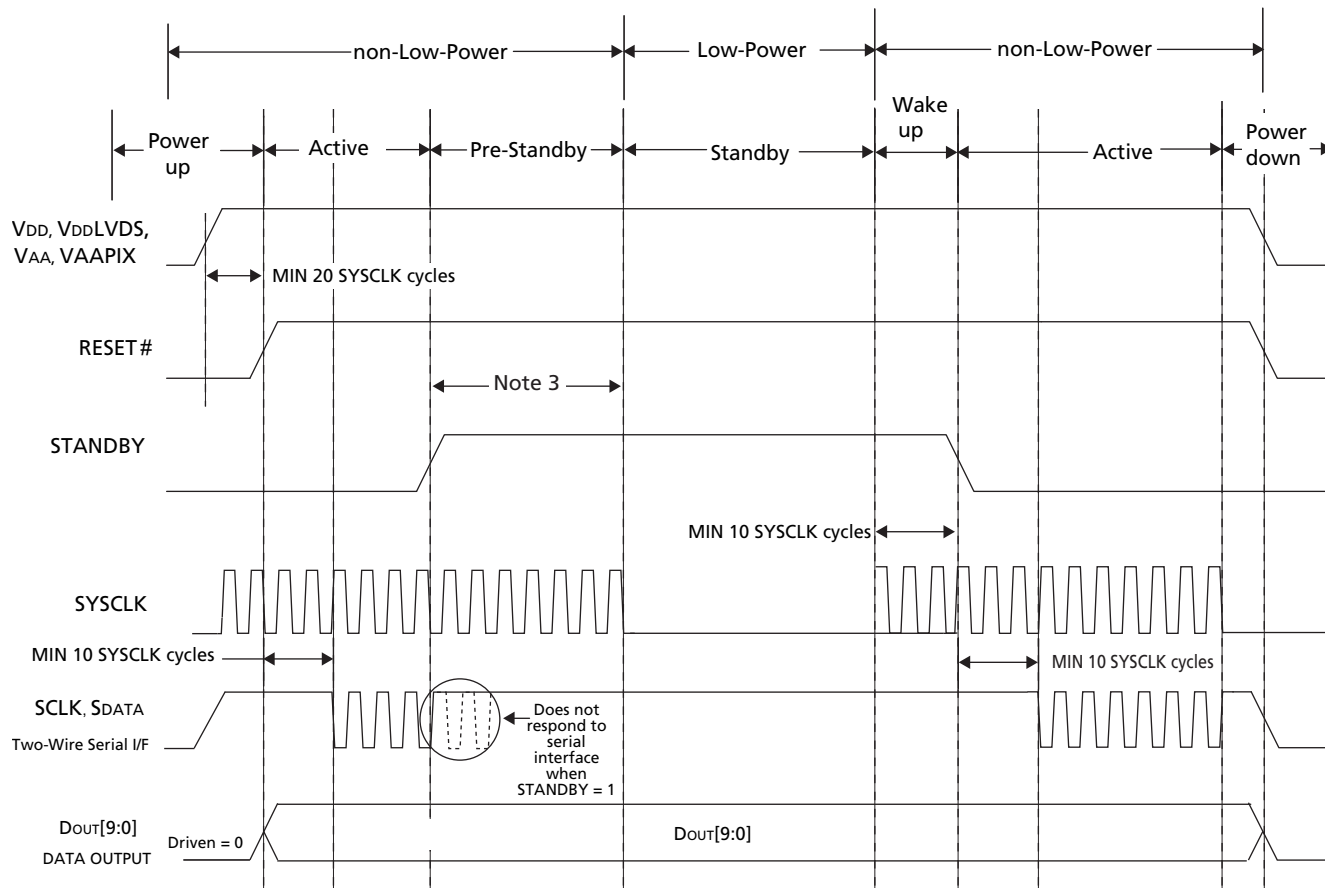 non-Low-Power
Low-Power
non-Low-Power
Power
up
Active
Pre-Standby
Standby
Wake
up
Active
Power
down
VDD, VDDLVDS,
VAA, VAAPIX
MIN 20 SYSCLK cycles
RESET#
Note 3
STANDBY
MIN 10 SYSCLK cycles
SYSCLK
MIN 10 SYSCLK cycles
MIN 10 SYSCLK cycles
SCLK, SDATA
Two-Wire Serial I/F
Does not
respond to
serial
interface
when
STANDBY = 1
DOUT[9:0]
DATA OUTPUT
Driven = 0
DOUT[9:0]